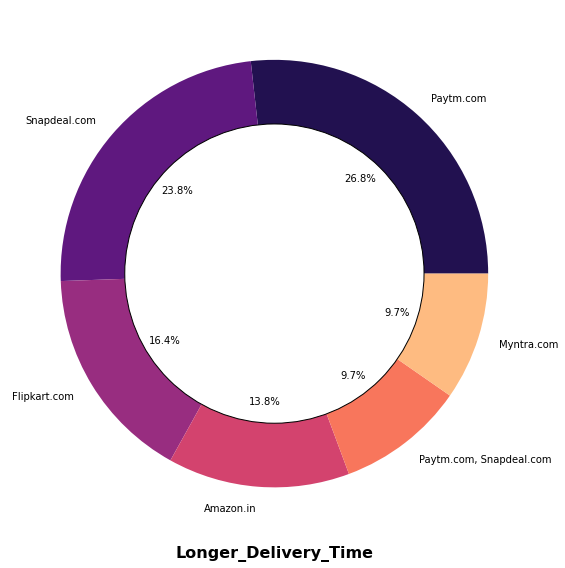 Paytm.com
Snapdeal.com
26.8%
23.8%
9.7%
16.4%
Myntra.com
9.7%
Flipkart.com
13.8%
Paytm.com, Snapdeal.com
Amazon.in
Longer_Delivery_Time